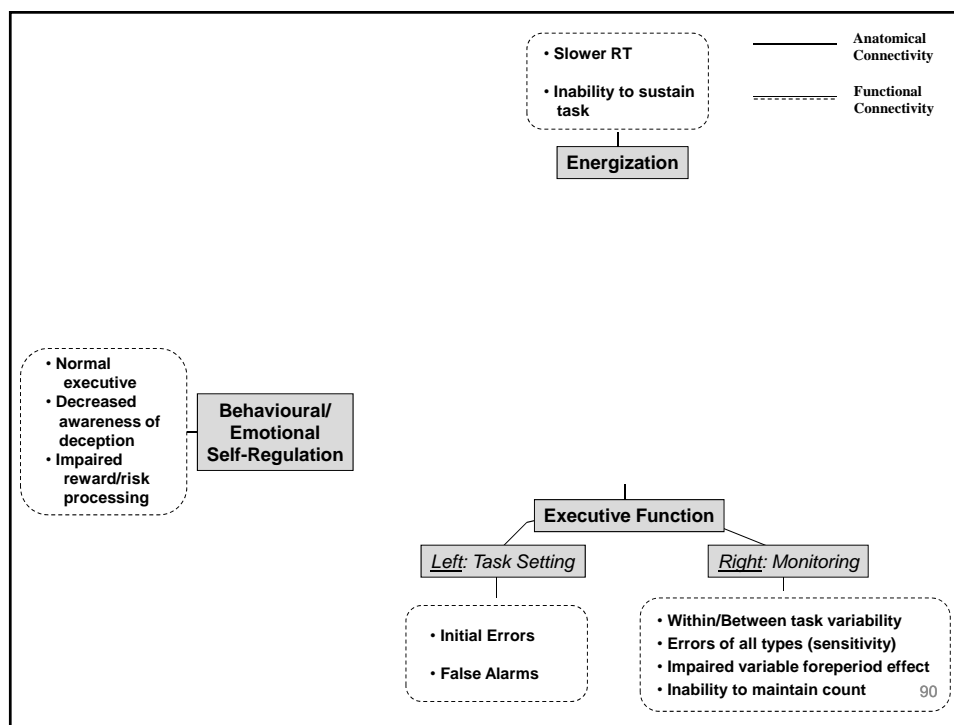 • Slower RT
• Inability to sustain
task
Anatomical
Connectivity
Functional
Connectivity
Energization
• Normal
executive
• Decreased
awareness of
deception
• Impaired
reward/risk
processing
Behavioural/
Emotional
Self-Regulation
Executive Function
Left: Task Setting
Right: Monitoring
• Initial Errors
• False Alarms
• Within/Between task variability
• Errors of all types (sensitivity)
• Impaired variable foreperiod effect
• Inability to maintain count
90